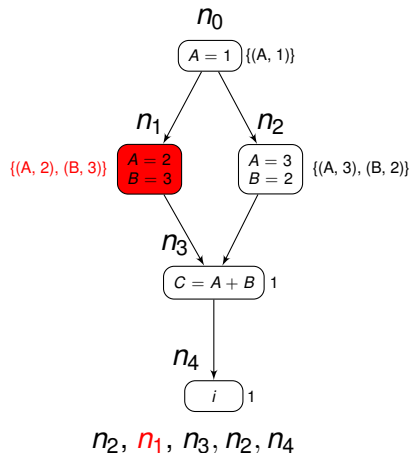 n₀
A = 1 {(A, 1)}
n₁ n₂
{(A, 2), (B, 3)} A = 2 A = 3 {(A, 3), (B, 2)}
B = 3 B = 2
n₃
C = A + B 1
n₄
i 1
n₂, n₁, n₃, n₂, n₄